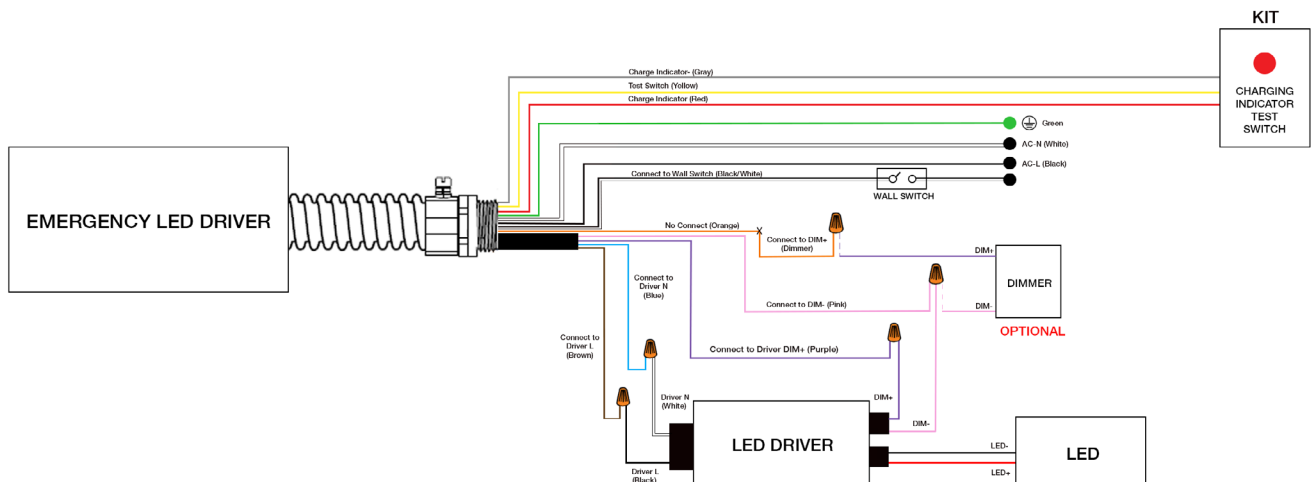 KIT
CHARGING
INDICATOR
TEST
SWITCH
Charge Indicator- (Gray)
Test Switch (Yellow)
Charge Indicator (Red)
Green
AC-N (White)
AC-L (Black)
Connect to Wall Switch (Black/White)
WALL SWITCH
EMERGENCY LED DRIVER
No Connect (Orange)
X
Connect to DIM+
(Dimmer)
DIM+
DIMMER
DIM-
OPTIONAL
Connect to
Driver N
(Blue)
Connect to DIM- (Pink)
Connect to
Driver L
(Brown)
Connect to Driver DIM+ (Purple)
Driver N
(White)
DIM+
DIM-
LED DRIVER
LED-
LED+
LED
Driver L
(Black)